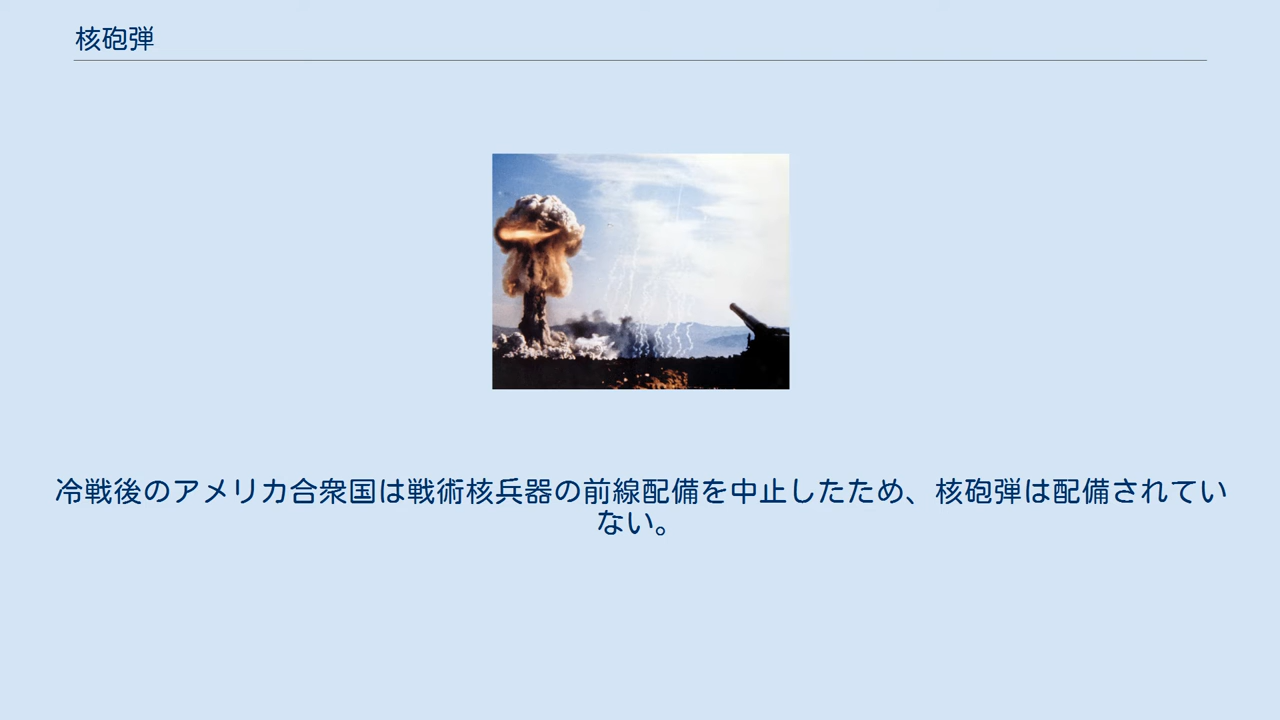 核砲弾
冷戦後のアメリカ合衆国は戦術核兵器の前線配備を中止したため、核砲弾は配備されてい
ない。